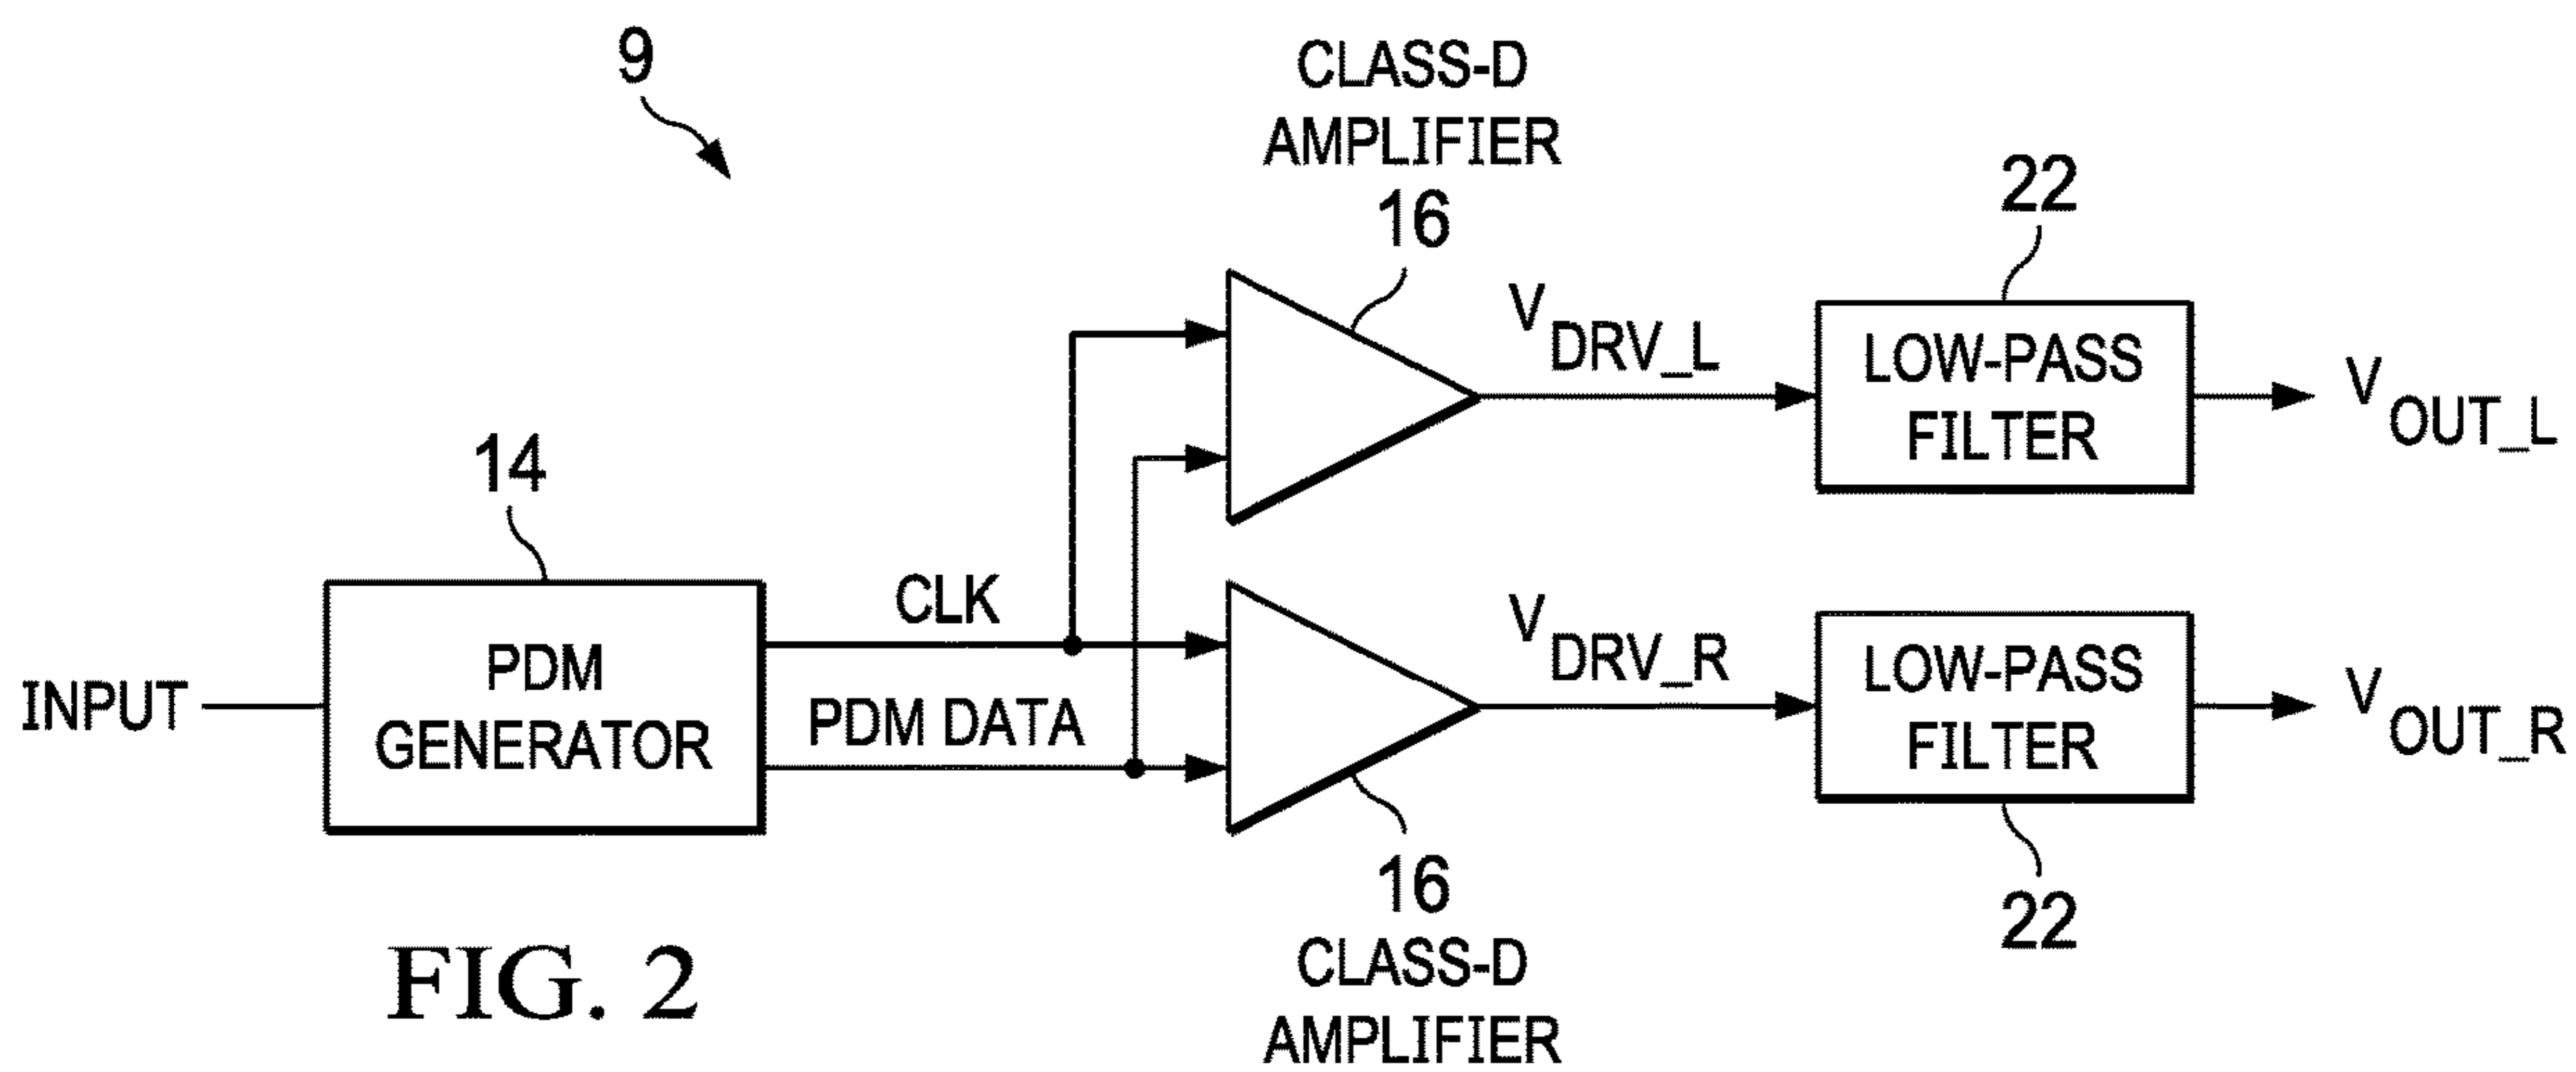 9
CLASS-D
AMPLIFIER
16
22
V DRV_L
LOW-PASS
FILTER
V OUT_L
14
CLK
PDM
GENERATOR
INPUT
PDM DATA
V DRV_R
LOW-PASS
FILTER
V OUT_R
16
CLASS-D
AMPLIFIER
22
FIG. 2